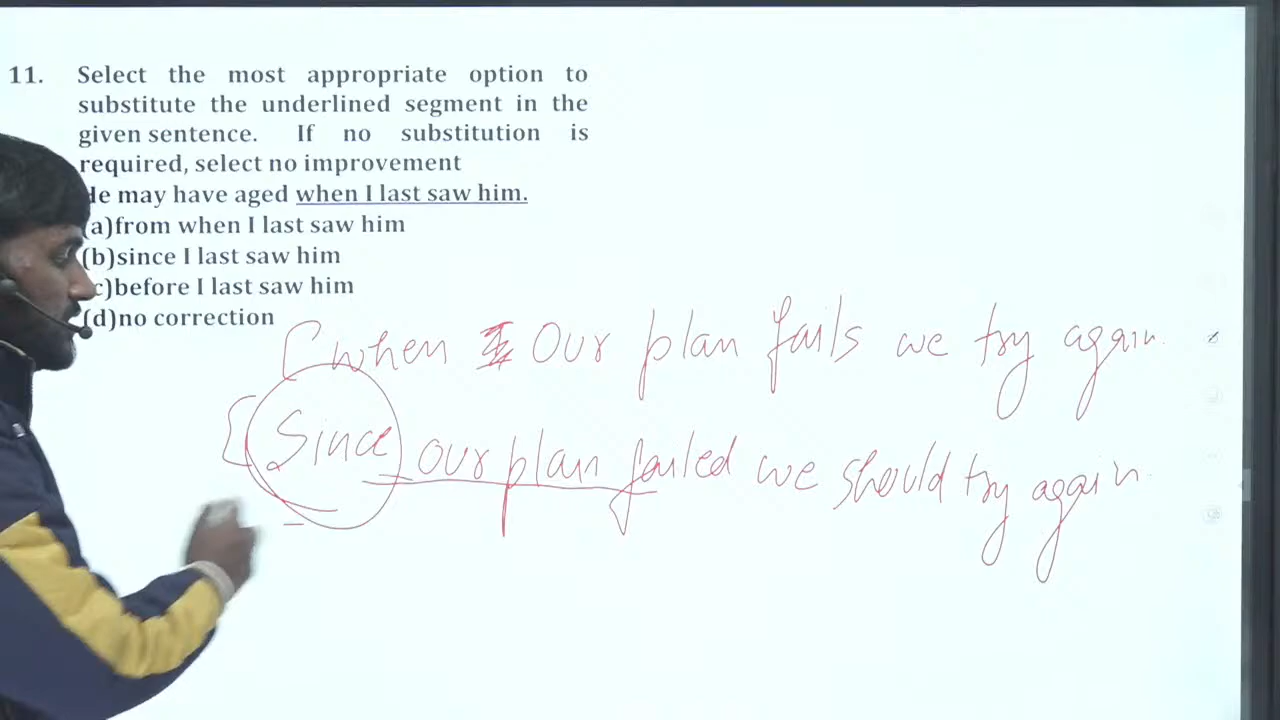 11. Select the most appropriate option to
substitute the underlined segment in the
given sentence. If no substitution is
required, select no improvement
He may have aged when I last saw him.
(a)from when I last saw him
(b)since I last saw him
(c)before I last saw him
(d)no correction
when Our plan fails we try again.
Since our plan failed we should try again.